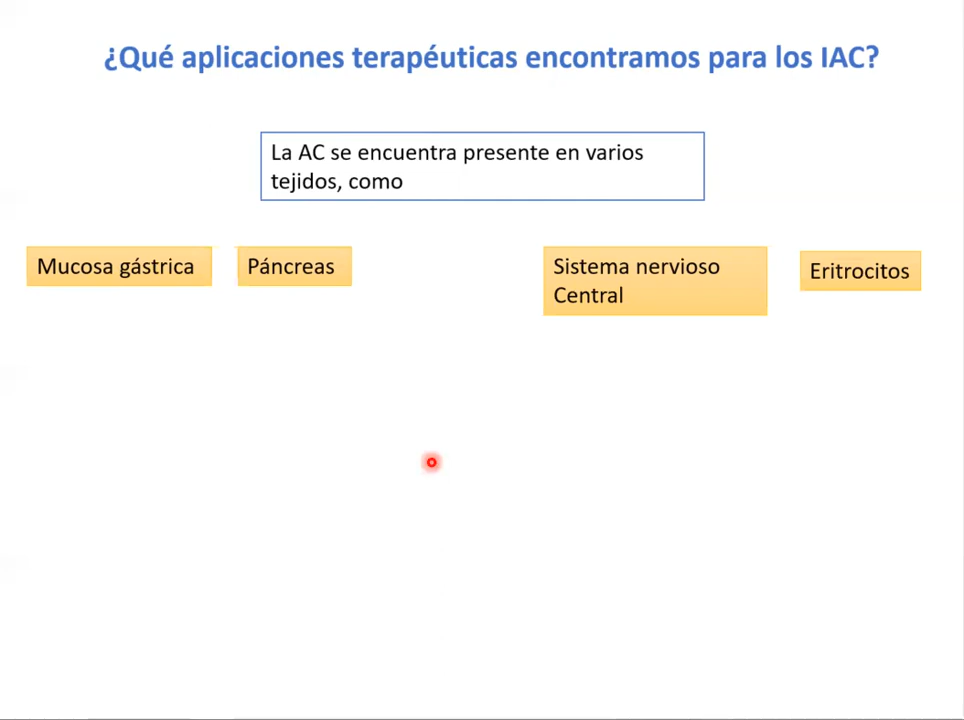 ¿Qué aplicaciones terapéuticas encontramos para los IAC?
La AC se encuentra presente en varios
tejidos, como
Mucosa gástrica
Páncreas
Sistema nervioso
Central
Eritrocitos